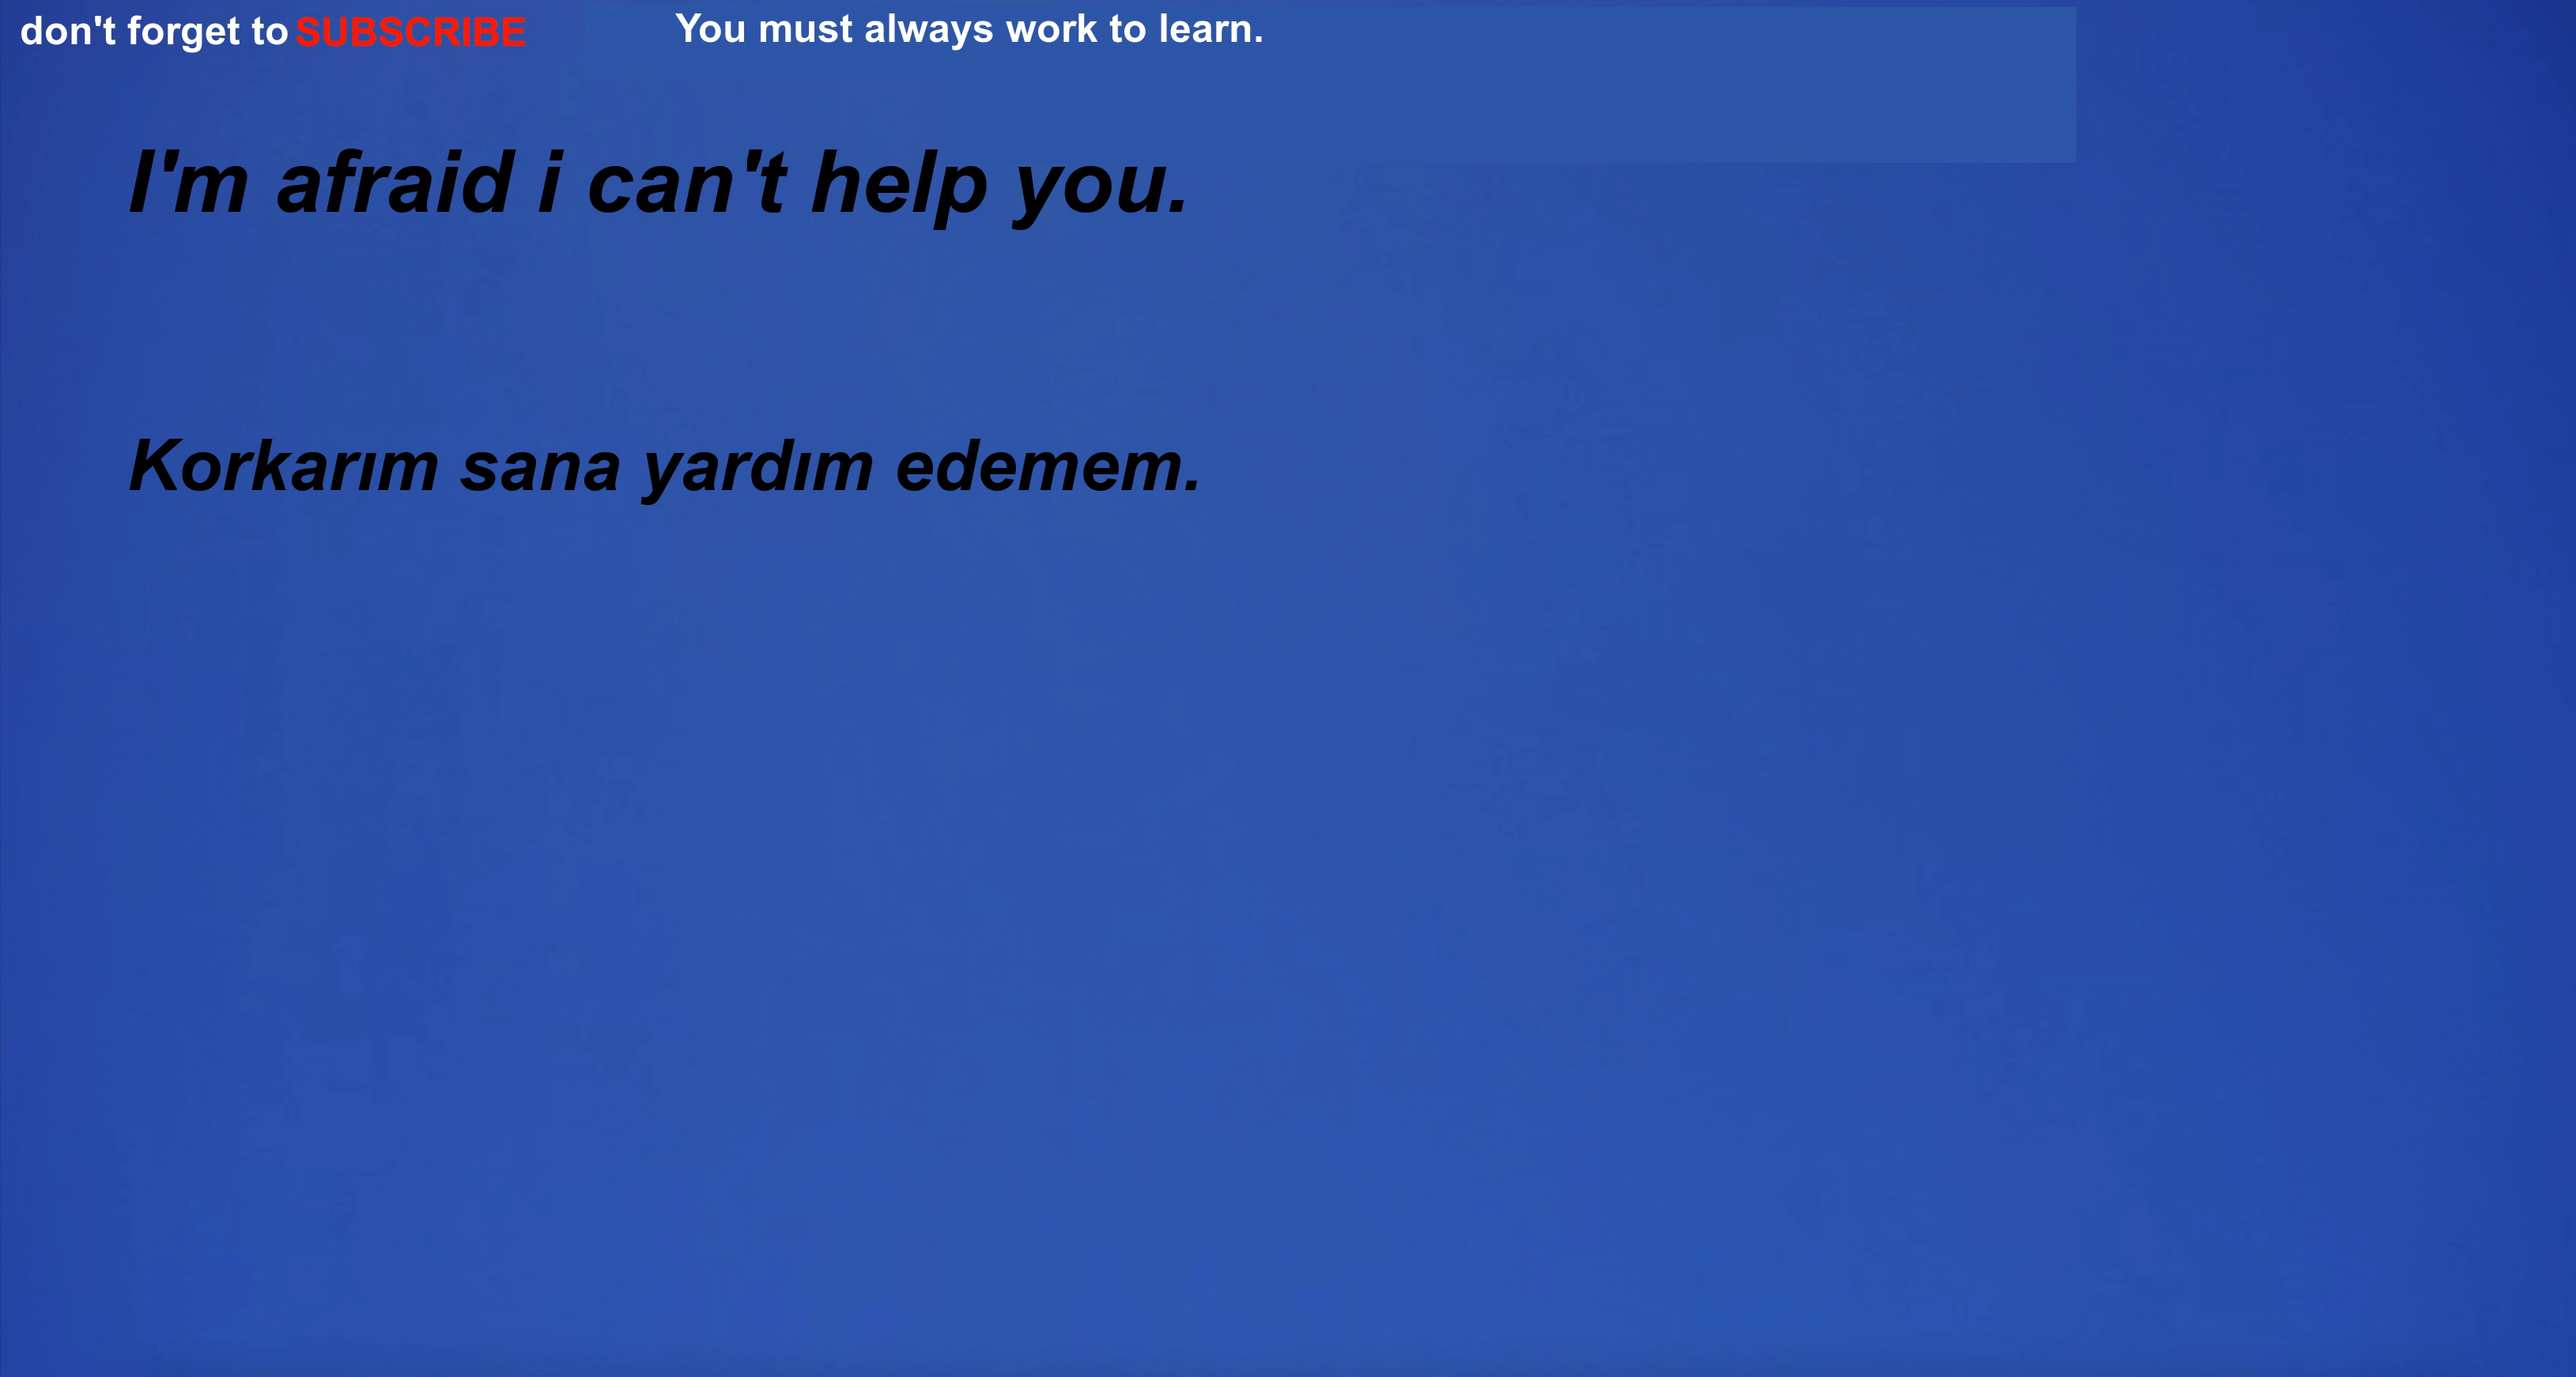 don't forget to SUBSCRIBE
You must always work to learn.
I'm afraid i can't help you.
Korkarım sana yardım edemem.